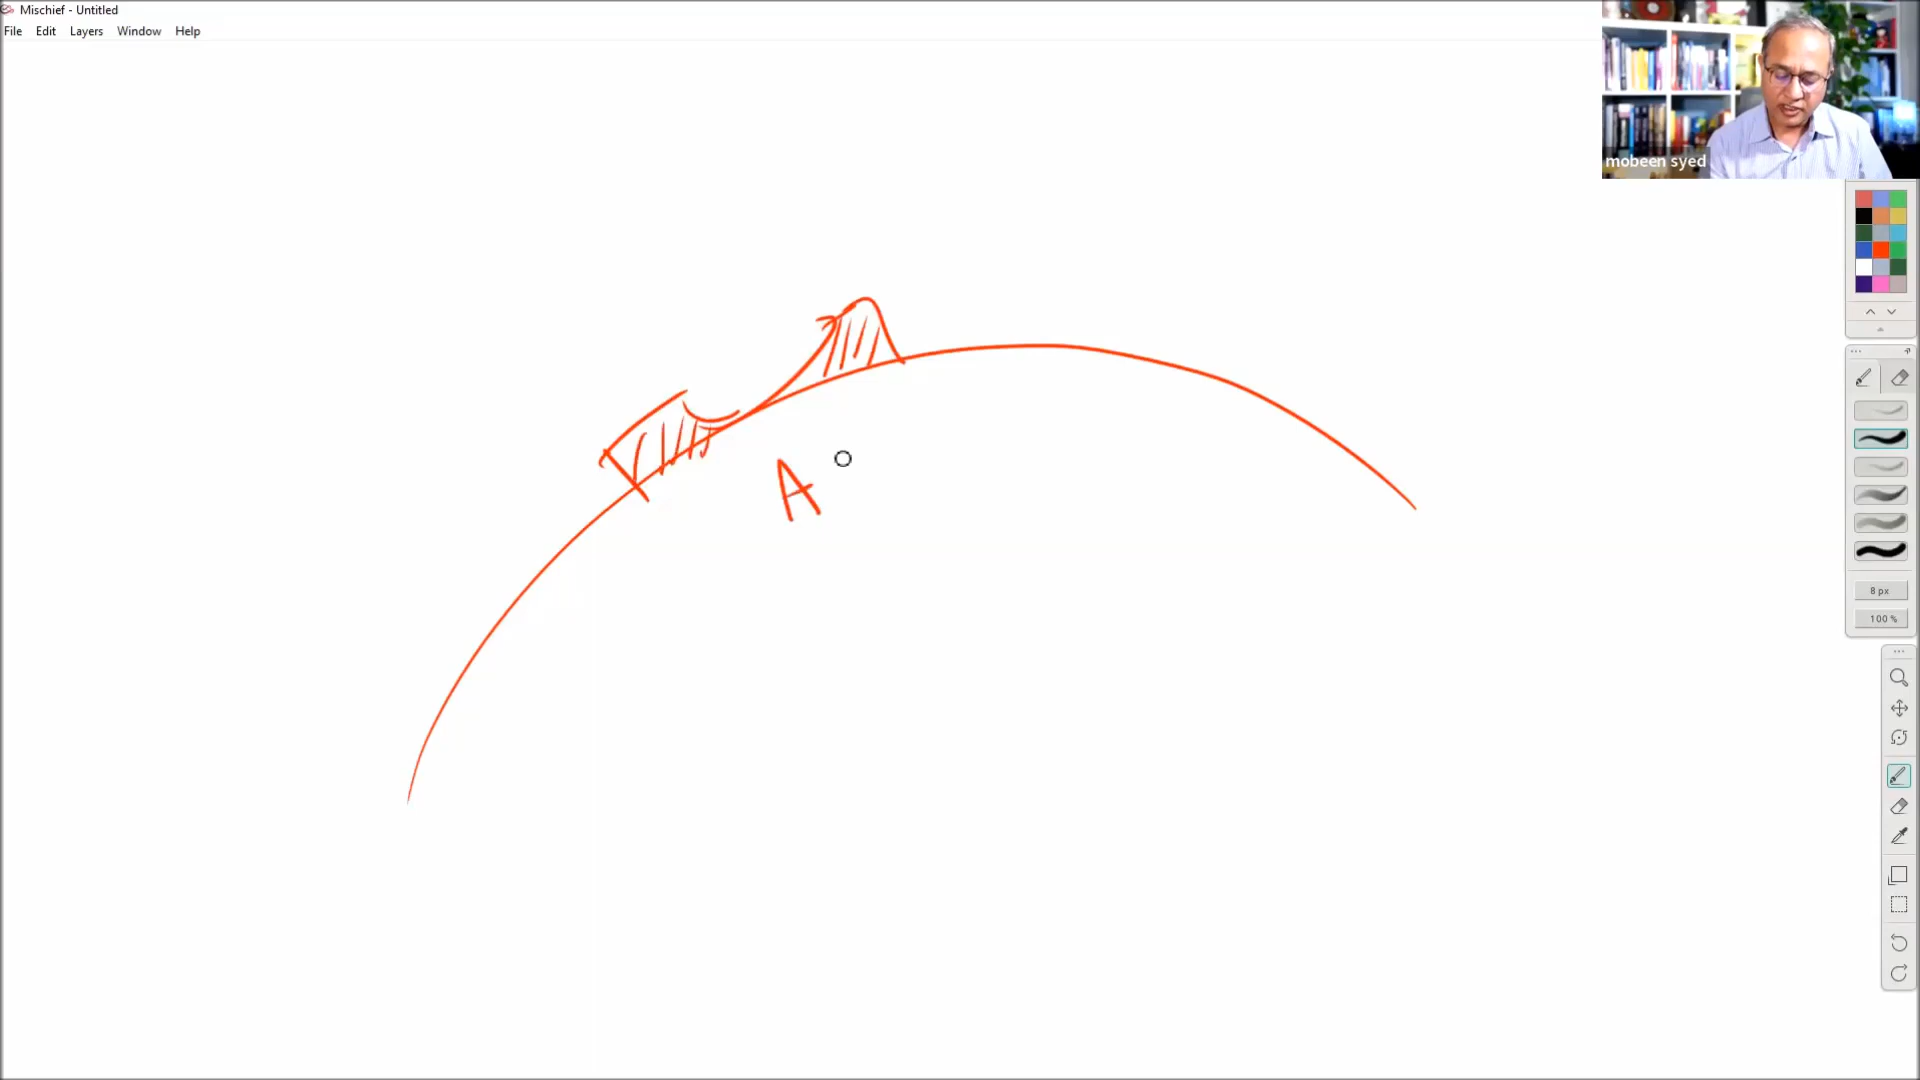 Mischief - Untitled
File Edit Layers Window Help
mobeen syed
A
8 px
100 %